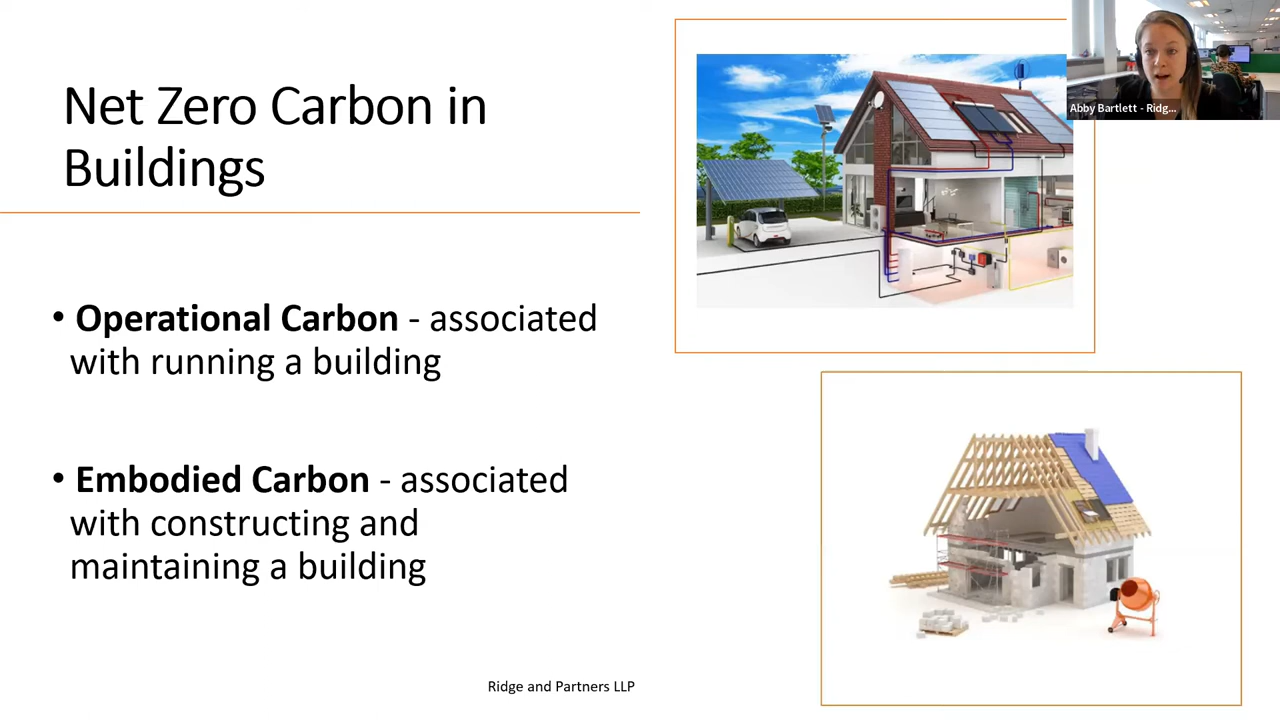 Net Zero Carbon in
Buildings
• Operational Carbon - associated
with running a building
• Embodied Carbon - associated
with constructing and
maintaining a building
Ridge and Partners LLP
Abby Bartlett - Ridg...